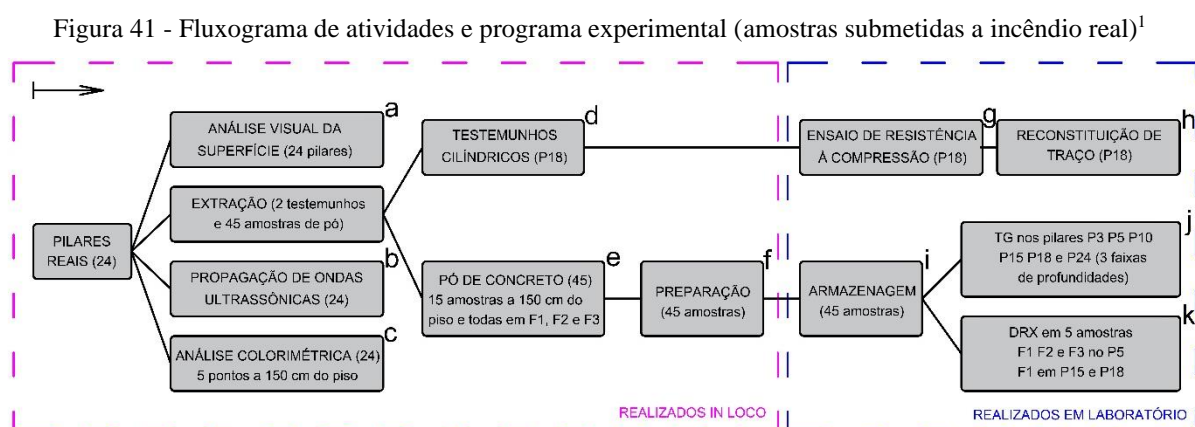 Figura 41 - Fluxograma de atividades e programa experimental (amostras submetidas a incêndio real)1
PILARES
REAIS (24)
a
ANÁLISE VISUAL DA
SUPERFÍCIE (24 pilares)
EXTRAÇÃO (2 testemunhos
e 45 amostras de pó)
b
PROPAGAÇÃO DE ONDAS
ULTRASSÔNICAS (24)
c
ANÁLISE COLORIMÉTRICA (24)
5 pontos a 150 cm do piso
d
TESTEMUNHOS
CILÍNDRICOS (P18)
e
PÓ DE CONCRETO (45)
15 amostras a 150 cm do
piso e todas em F1, F2 e F3
f
PREPARAÇÃO
(45 amostras)
g
ENSAIO DE RESISTÊNCIA
À COMPRESSÃO (P18)
h
RECONSTITUIÇÃO DE
TRAÇO (P18)
i
ARMAZENAGEM
(45 amostras)
j
TG nos pilares P3 P5 P10
P15 P18 e P24 (3 faixas
de profundidades)
k
DRX em 5 amostras
F1 F2 e F3 no P5
F1 em P15 e P18
REALIZADOS IN LOCO
REALIZADOS EM LABORATÓRIO